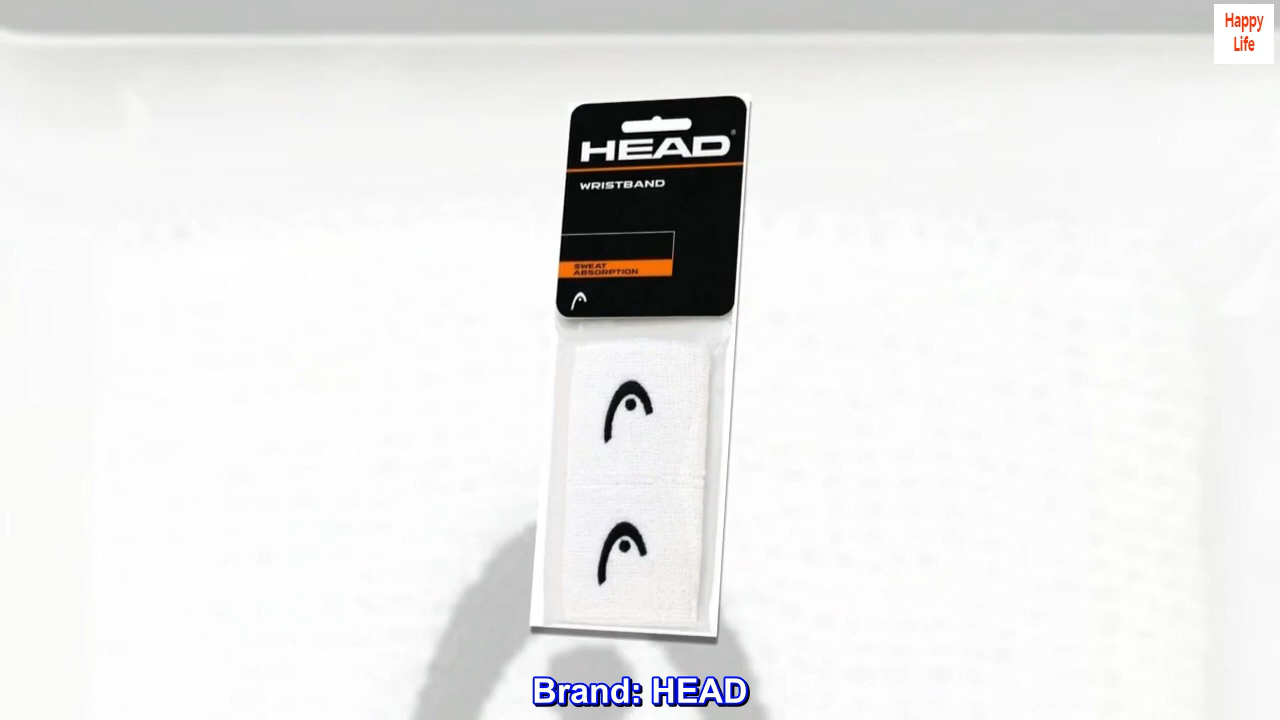 Happy
Life
HEAD®
WRISTBAND
SWEAT
ABSORPTION
Brand: HEAD